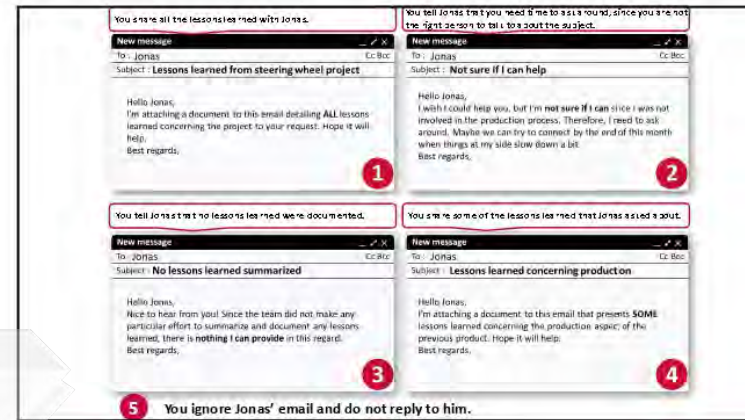 You share all the lessons learned with Jonas.
New message
To : Jonas Cc Bcc
Subject : Lessons learned from steering wheel project
Hello Jonas,
I'm attaching a document to this email detailing ALL lessons
learned concerning the project to your request. Hope it will
help.
Best regards,
1
You tell Jonas that you need time to ask around, since you are not
the right person to talk to about the subject.
New message
To : Jonas Cc Bcc
Subject : Not sure if I can help
Hello Jonas,
I wish I could help you, but I'm not sure if I can since I was not
involved in the production process. Therefore, I need to ask
around. Maybe we can try to connect by the end of this month
when things at my side slow down a bit
Best regards,
2
You tell Jonas that no lessons learned were documented.
New message
To : Jonas Cc Bcc
Subject : No lessons learned summarized
Hello Jonas,
Nice to hear from you! Since the team did not make any
particular effort to summarize and document any lessons
learned, there is nothing I can provide in this regard.
Best regards,
3
You share some of the lessons learned that Jonas asked about.
New message
To : Jonas Cc Bcc
Subject : Lessons learned concerning production
Hello Jonas,
I'm attaching a document to this email that presents SOME
lessons learned concerning the production aspect of the
previous product. Hope it will help.
Best regards,
4
5 You ignore Jonas' email and do not reply to him.